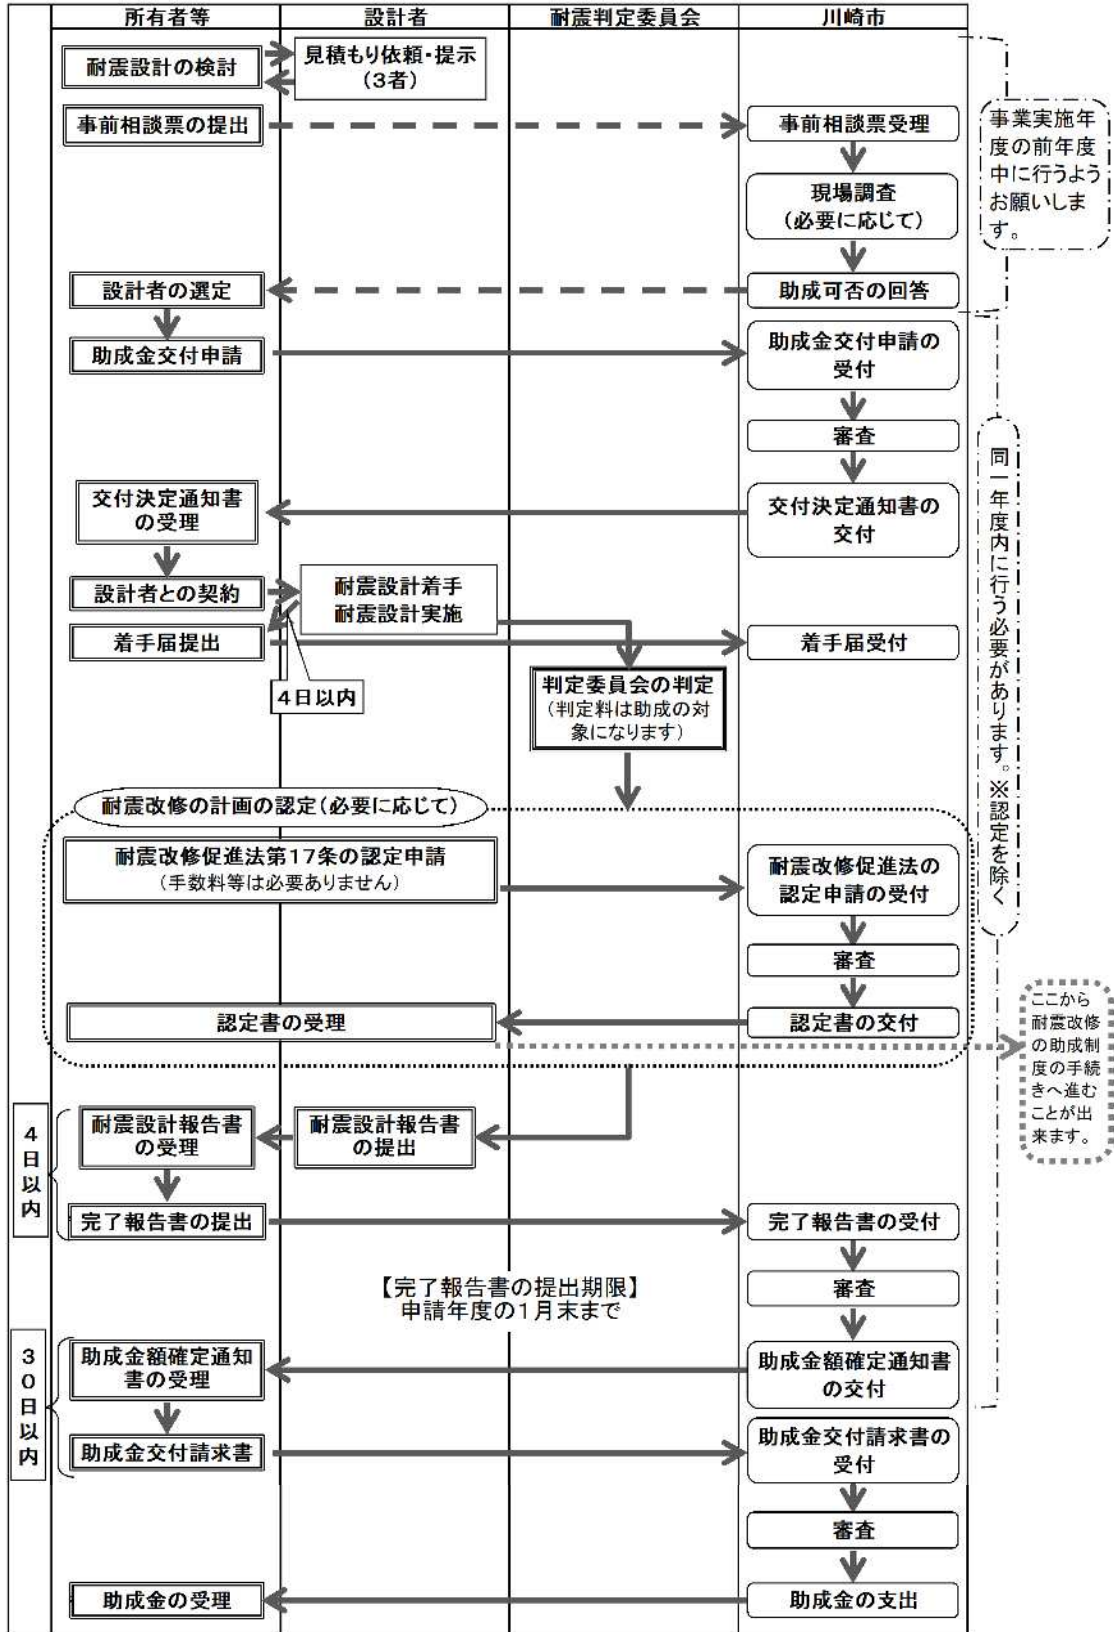 所有者等
設計者
耐震判定委員会
川崎市
耐震設計の検討
見積もり依頼・提示
(3者)
事前相談票の提出
事前相談票受理
事業実施年
度の前年度
中に行うよう
お願いしま
す。
現場調査
(必要に応じて)
設計者の選定
助成可否の回答
助成金交付申請
助成金交付申請の
受付
審査
交付決定通知書
の受理
交付決定通知書の
交付
同一年度内に行う必要があります。※認定を除く
設計者との契約
耐震設計着手
耐震設計実施
着手届提出
着手届受付
4日以内
判定委員会の判定
(判定料は助成の対
象になります)
耐震改修の計画の認定(必要に応じて)
耐震改修促進法第17条の認定申請
(手数料等は必要ありません)
耐震改修促進法の
認定申請の受付
審査
認定書の受理
認定書の交付
ここから
耐震改修
の助成制
度の手続
きへ進む
ことが出
来ます。
4日以内
耐震設計報告書
の受理
耐震設計報告書
の提出
完了報告書の提出
完了報告書の受付
【完了報告書の提出期限】
申請年度の1月末まで
審査
30日以内
助成金額確定通知
書の受理
助成金額確定通知書
の交付
助成金交付請求書
助成金交付請求書の
受付
審査
助成金の受理
助成金の支出